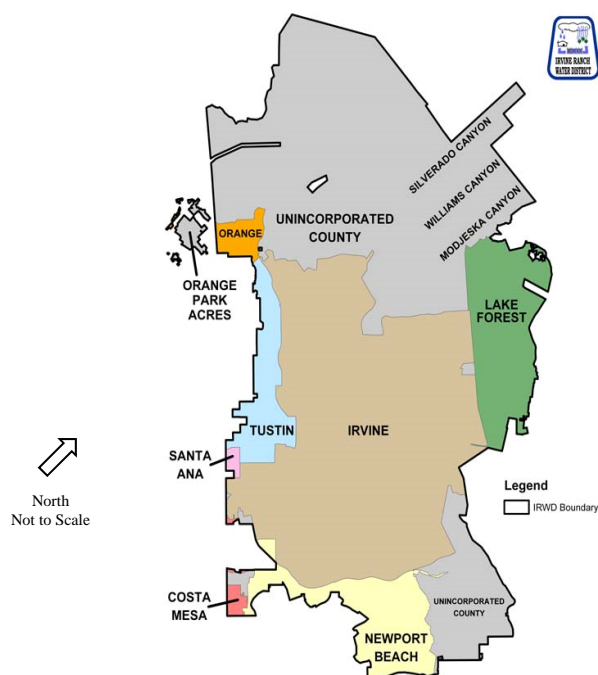 IRVINE RANCH
WATER DISTRICT
SILVERADO CANYON
WILLIAMS CANYON
MODJESKA CANYON
UNINCORPORATED
COUNTY
ORANGE
ORANGE
PARK
ACRES
LAKE
FOREST
TUSTIN
IRVINE
SANTA
ANA
North
Not to Scale
Legend
IRWD Boundary
COSTA
MESA
UNINCORPORATED
COUNTY
NEWPORT
BEACH